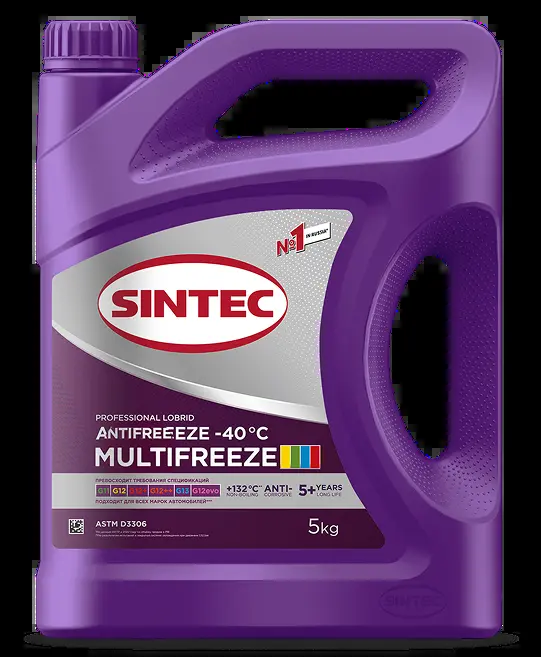 №1 IN RUSSIA*
SINTEC
PROFESSIONAL LOBRID
ANTIFREEZE -40°C
MULTIFREEZE
ПРЕВОСХОДИТ ТРЕБОВАНИЯ СПЕЦИФИКАЦИЙ
G11 G12 G12+ G12++ G13 G12evo
ПОДХОДИТ ДЛЯ ВСЕХ МАРОК АВТОМОБИЛЕЙ***
+132°C** NON-BOILING
ANTI-CORROSIVE
5+ YEARS LONG LIFE
ASTM D3306
5kg
SINTEC